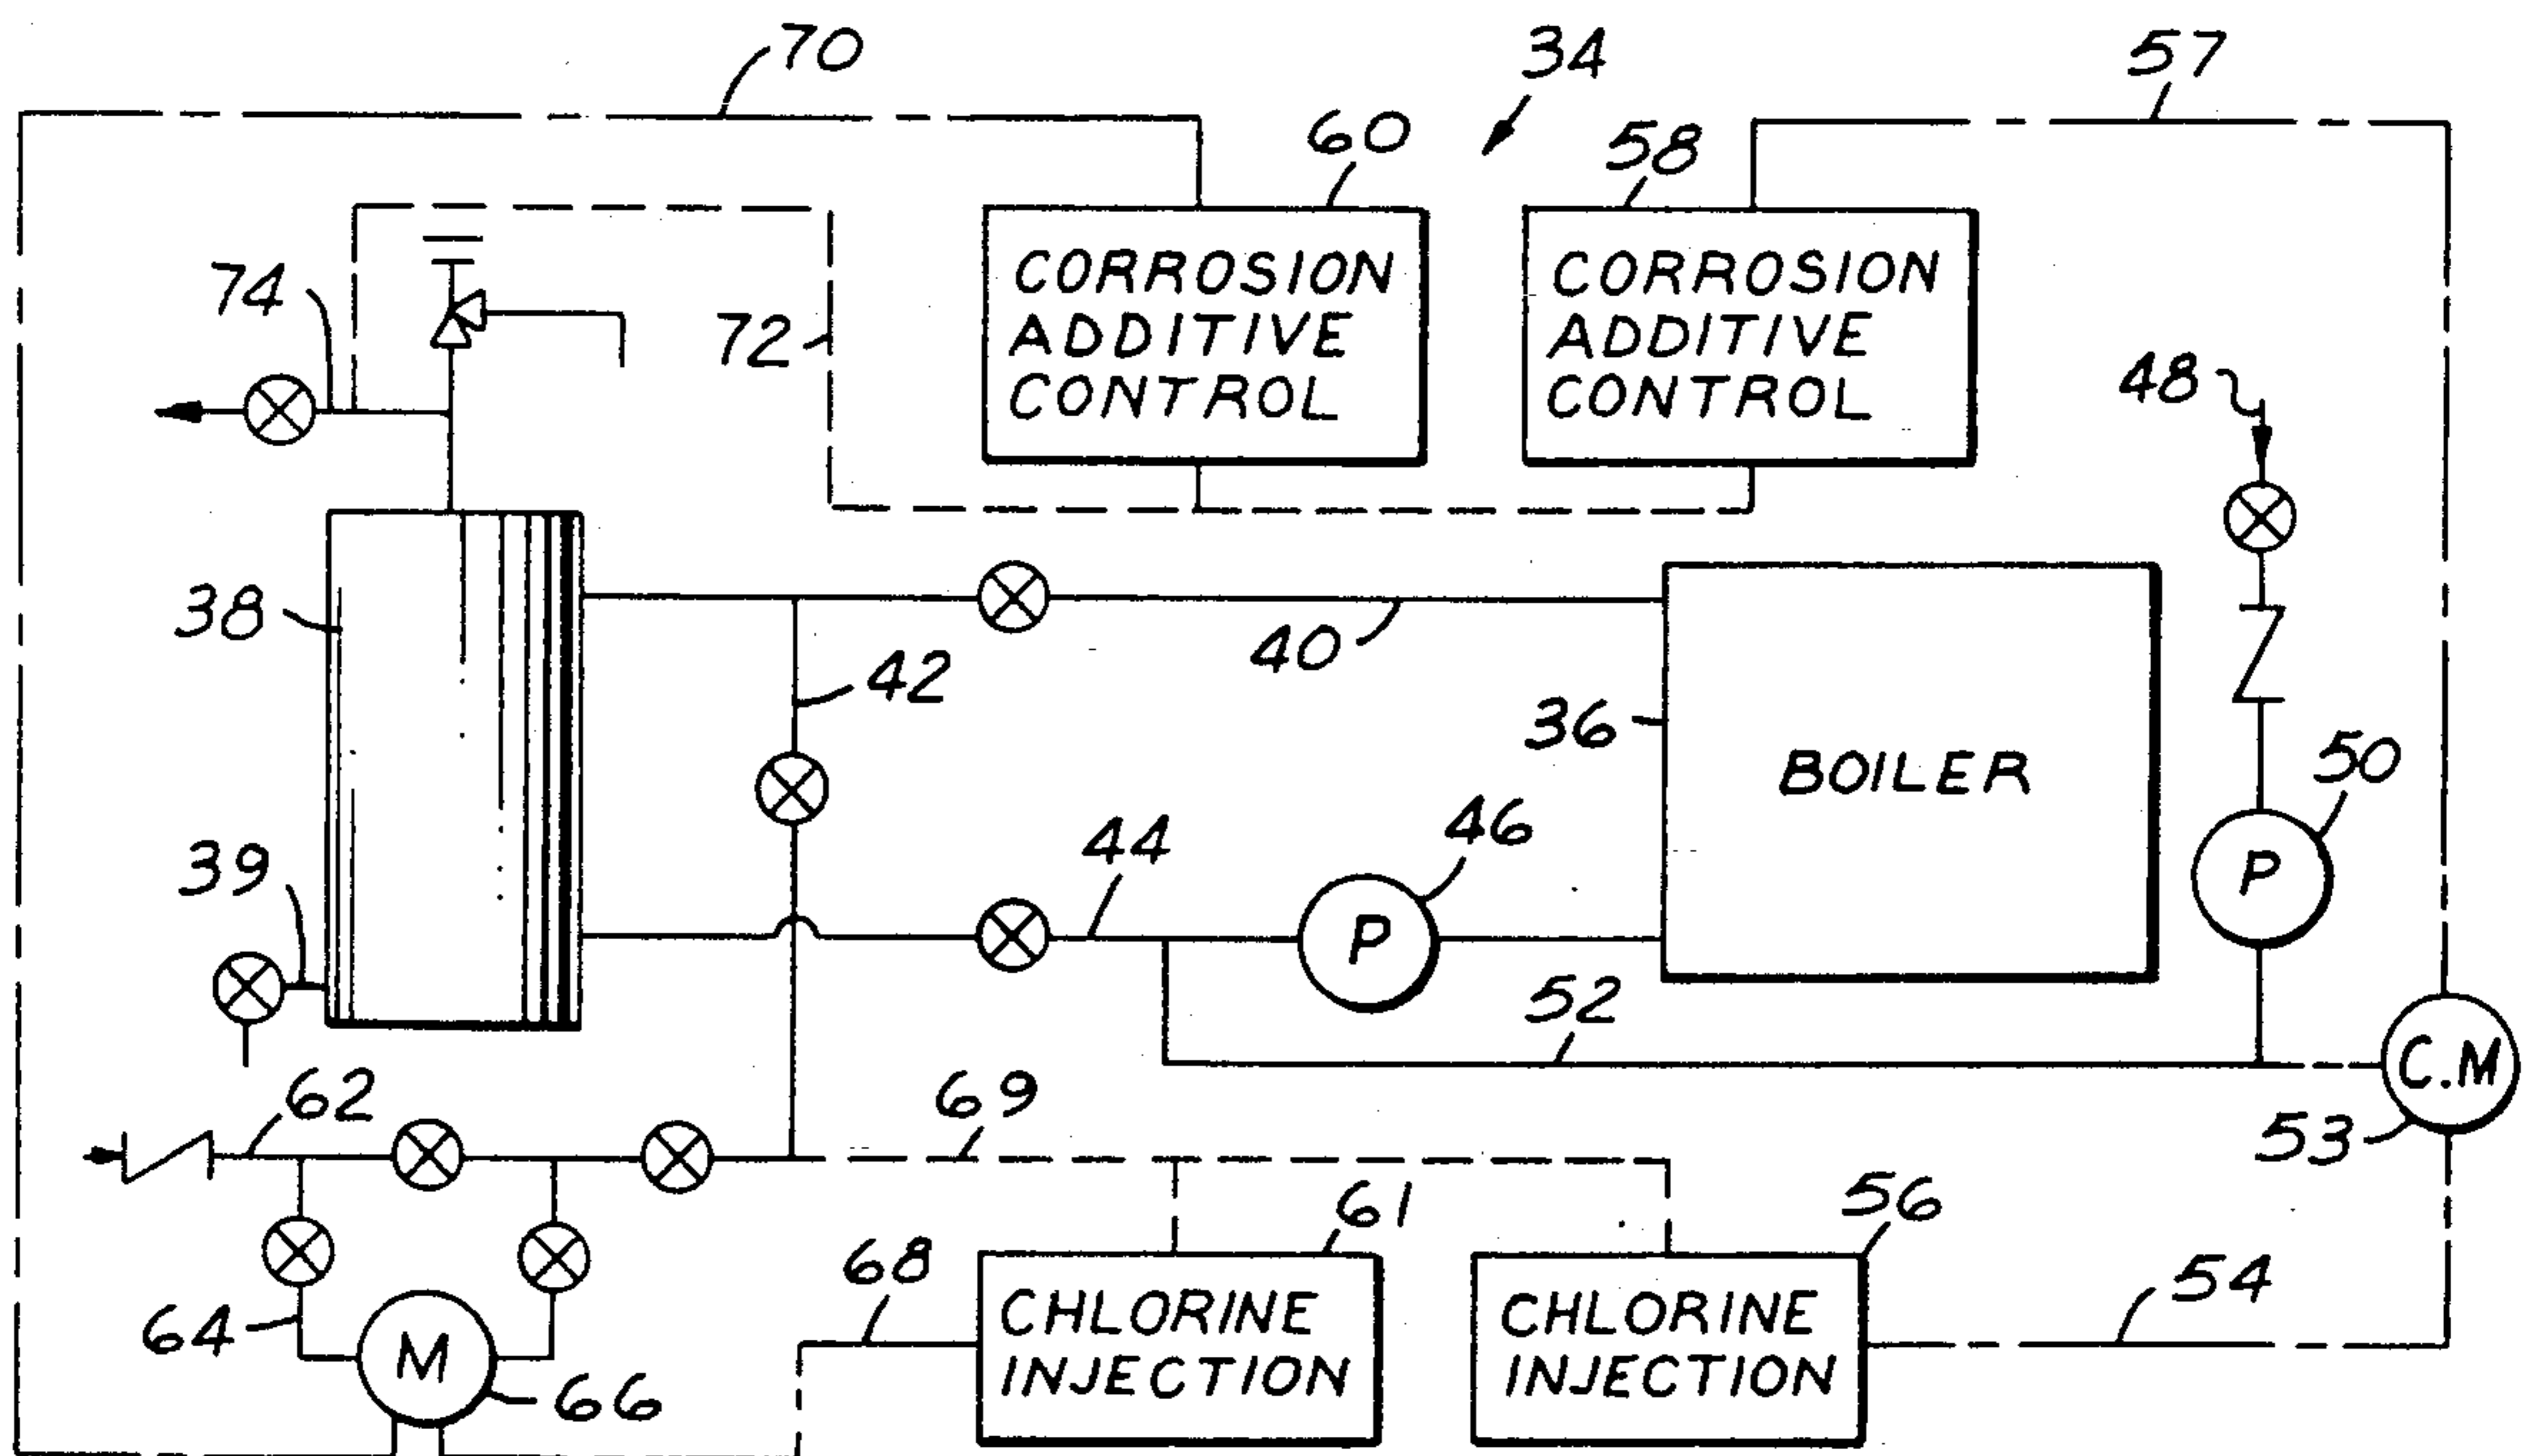 70
34
57
60
58
CORROSION
ADDITIVE
CONTROL
CORROSION
ADDITIVE
CONTROL
74
72
48
38
40
42
36
BOILER
50
P
39
44
46
P
52
C.M
53
62
69
61
56
68
54
64
M
66
CHLORINE
INJECTION
CHLORINE
INJECTION